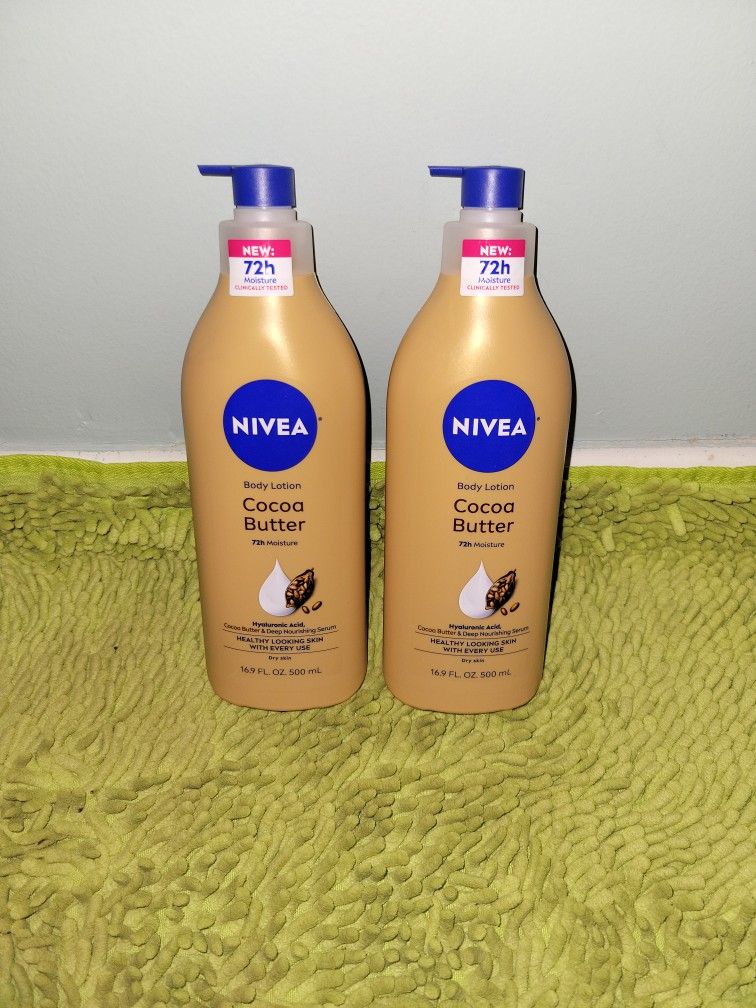 NEW:
72h
Moisture
CLINICALLY TESTED
NIVEA
Body Lotion
Cocoa
Butter
72h Moisture
Hyaluronic Acid,
Cocoa Butter & Deep Nourishing Serum
HEALTHY LOOKING SKIN
WITH EVERY USE
Dry skin
16.9 FL. OZ. 500 mL
NEW:
72h
Moisture
CLINICALLY TESTED
NIVEA
Body Lotion
Cocoa
Butter
72h Moisture
Hyaluronic Acid,
Cocoa Butter & Deep Nourishing Serum
HEALTHY LOOKING SKIN
WITH EVERY USE
Dry skin
16.9 FL. OZ. 500 mL